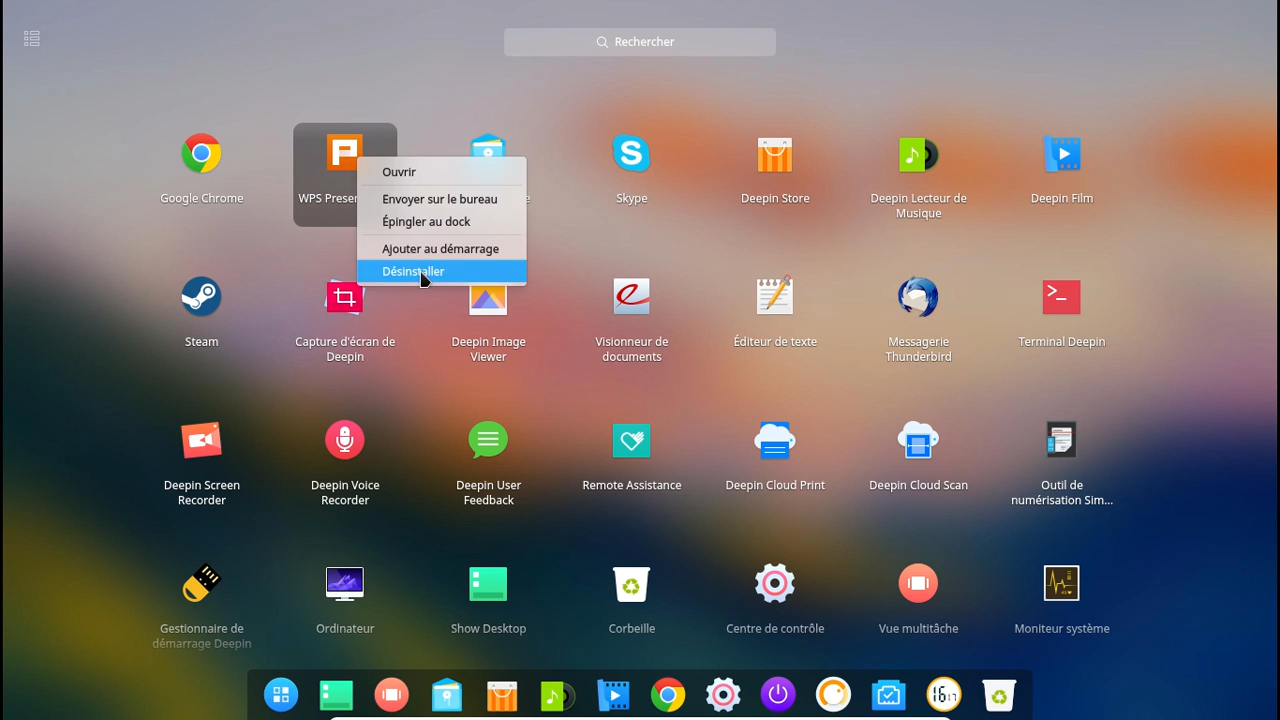 Rechercher
Google Chrome
WPS Presen
Skype
Deepin Store
Deepin Lecteur de
Musique
Deepin Film
Ouvrir
Envoyer sur le bureau
Épingler au dock
Ajouter au démarrage
Désinstaller
Steam
Capture d'écran de
Deepin
Deepin Image
Viewer
Visionneur de
documents
Éditeur de texte
Messagerie
Thunderbird
Terminal Deepin
Deepin Screen
Recorder
Deepin Voice
Recorder
Deepin User
Feedback
Remote Assistance
Deepin Cloud Print
Deepin Cloud Scan
Outil de
numérisation Sim...
Gestionnaire de
démarrage Deepin
Ordinateur
Show Desktop
Corbeille
Centre de contrôle
Vue multitâche
Moniteur système